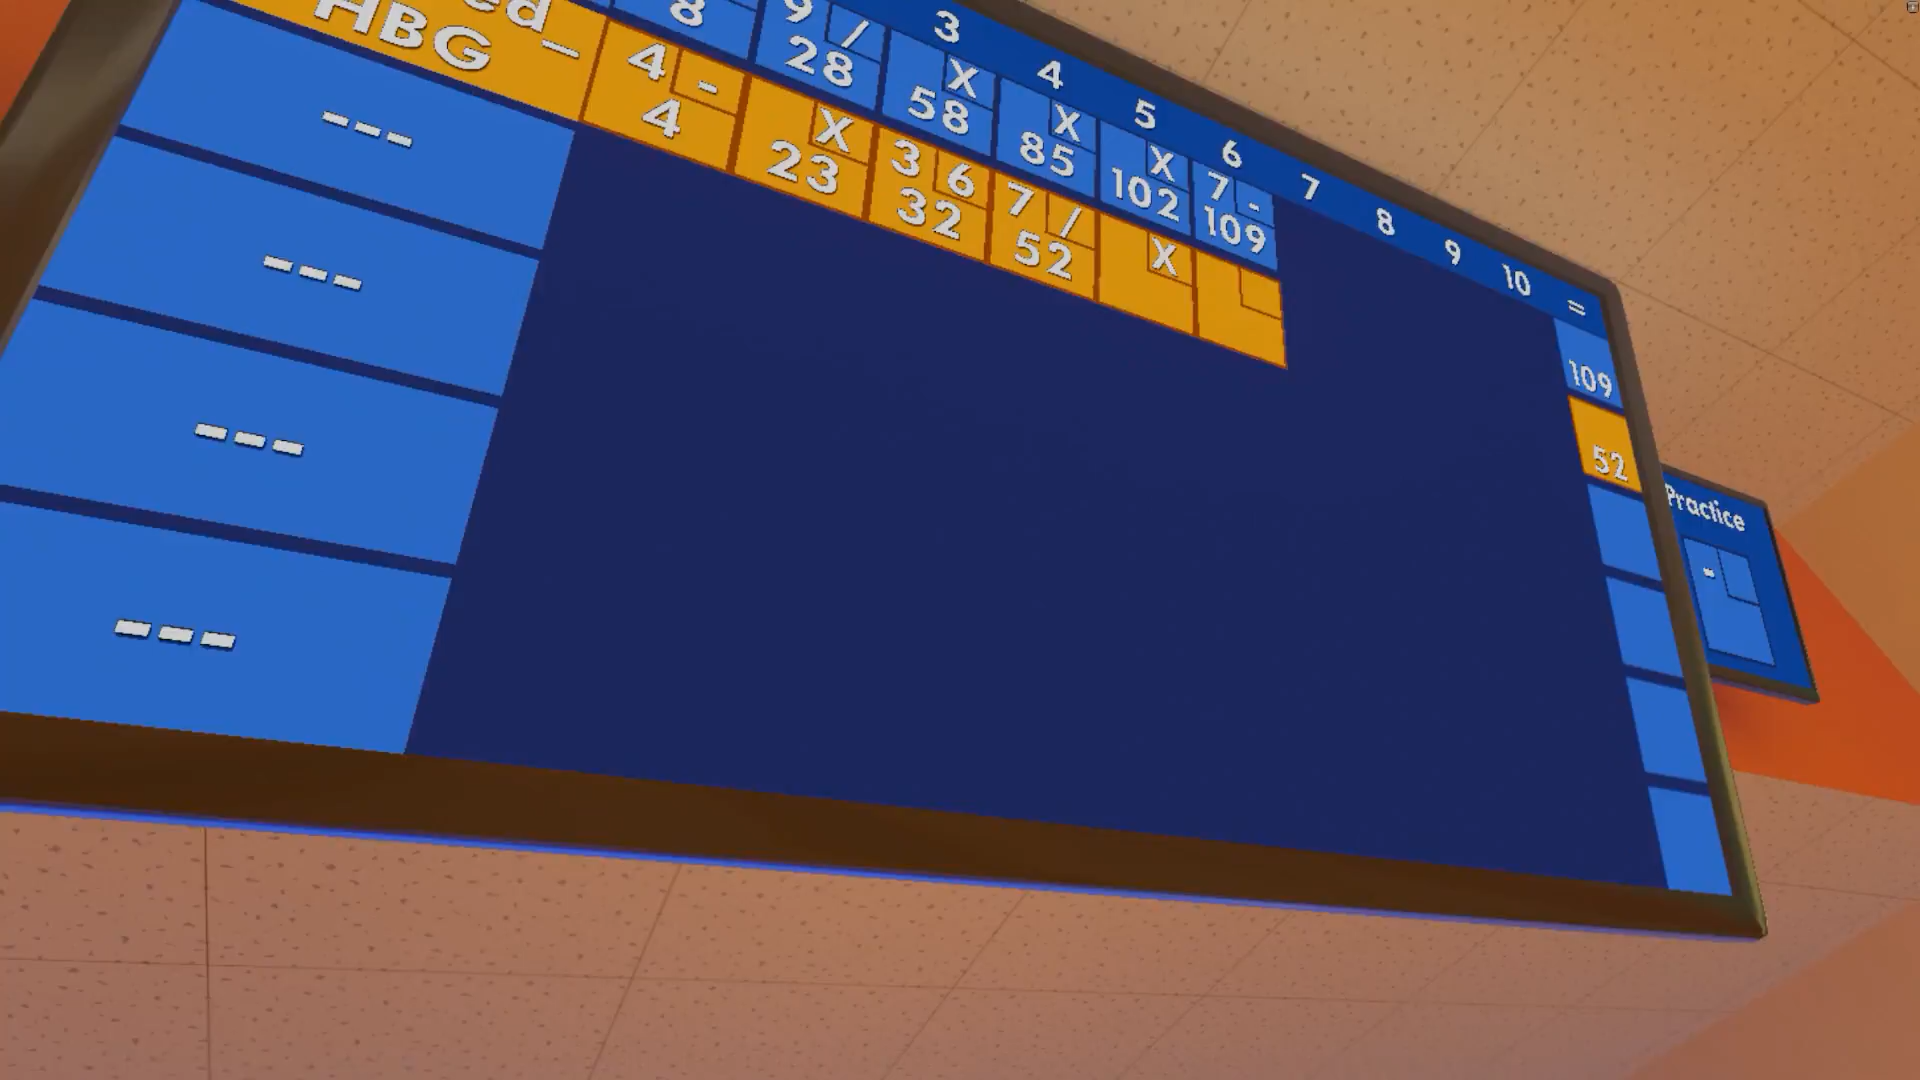 3 4 5 6 7 8 9 10 =
8 9 / 28 X 58 X 85 X 102 7 - 109 109
ed_
HBG 4 - 4 X 23 3 6 32 7 / 52 X 52
---
---
---
---
Practice
-